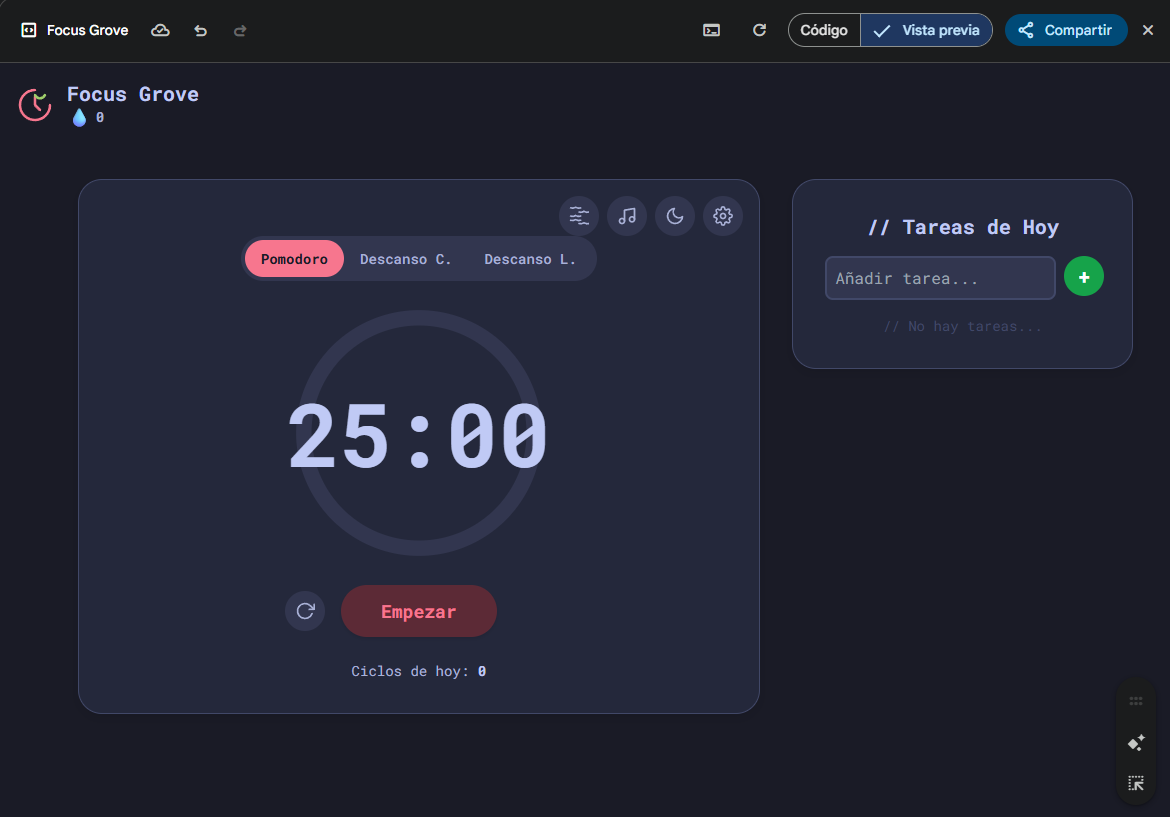 Focus Grove
Código
Vista previa
Compartir
Focus Grove
0
Pomodoro
Descanso C.
Descanso L.
25:00
Empezar
Ciclos de hoy: 0
// Tareas de Hoy
Añadir tarea...
+
// No hay tareas...